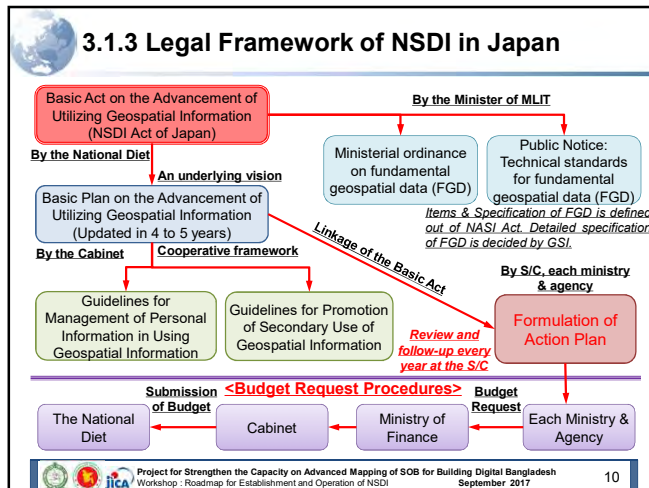 3.1.3 Legal Framework of NSDI in Japan
Basic Act on the Advancement of
Utilizing Geospatial Information
(NSDI Act of Japan)
By the Minister of MLIT
By the National Diet
An underlying vision
Ministerial ordinance
on fundamental
geospatial data (FGD)
Public Notice:
Technical standards
for fundamental
geospatial data (FGD)
Basic Plan on the Advancement of
Utilizing Geospatial Information
(Updated in 4 to 5 years)
Items & Specification of FGD is defined
out of NASI Act. Detailed specification
of FGD is decided by GSI.
By the Cabinet
Cooperative framework
Linkage of the Basic Act
By S/C, each ministry
& agency
Guidelines for
Management of Personal
Information in Using
Geospatial Information
Guidelines for Promotion
of Secondary Use of
Geospatial Information
Review and
follow-up every
year at the S/C
Formulation of
Action Plan
<Budget Request Procedures>
Submission
of Budget
Budget
Request
The National
Diet
Cabinet
Ministry of
Finance
Each Ministry &
Agency
jICA
Project for Strengthen the Capacity on Advanced Mapping of SOB for Building Digital Bangladesh
Workshop : Roadmap for Establishment and Operation of NSDI September 2017
10